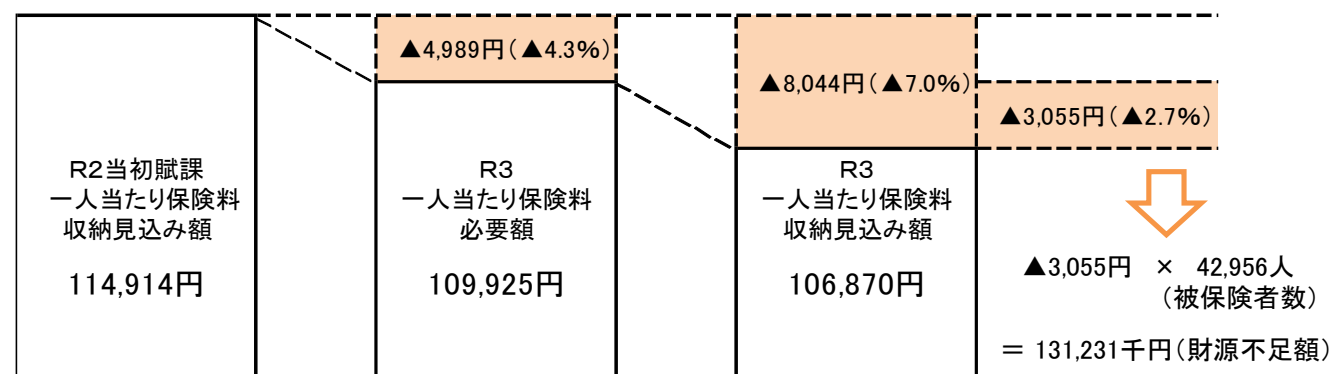 ▲4,989円(▲4.3%)
▲8,044円(▲7.0%)
▲3,055円(▲2.7%)
R2当初賦課
一人当たり保険料
収納見込み額
114,914円
R3
一人当たり保険料
必要額
109,925円
R3
一人当たり保険料
収納見込み額
106,870円
▲3,055円 × 42,956人
(被保険者数)
= 131,231千円(財源不足額)